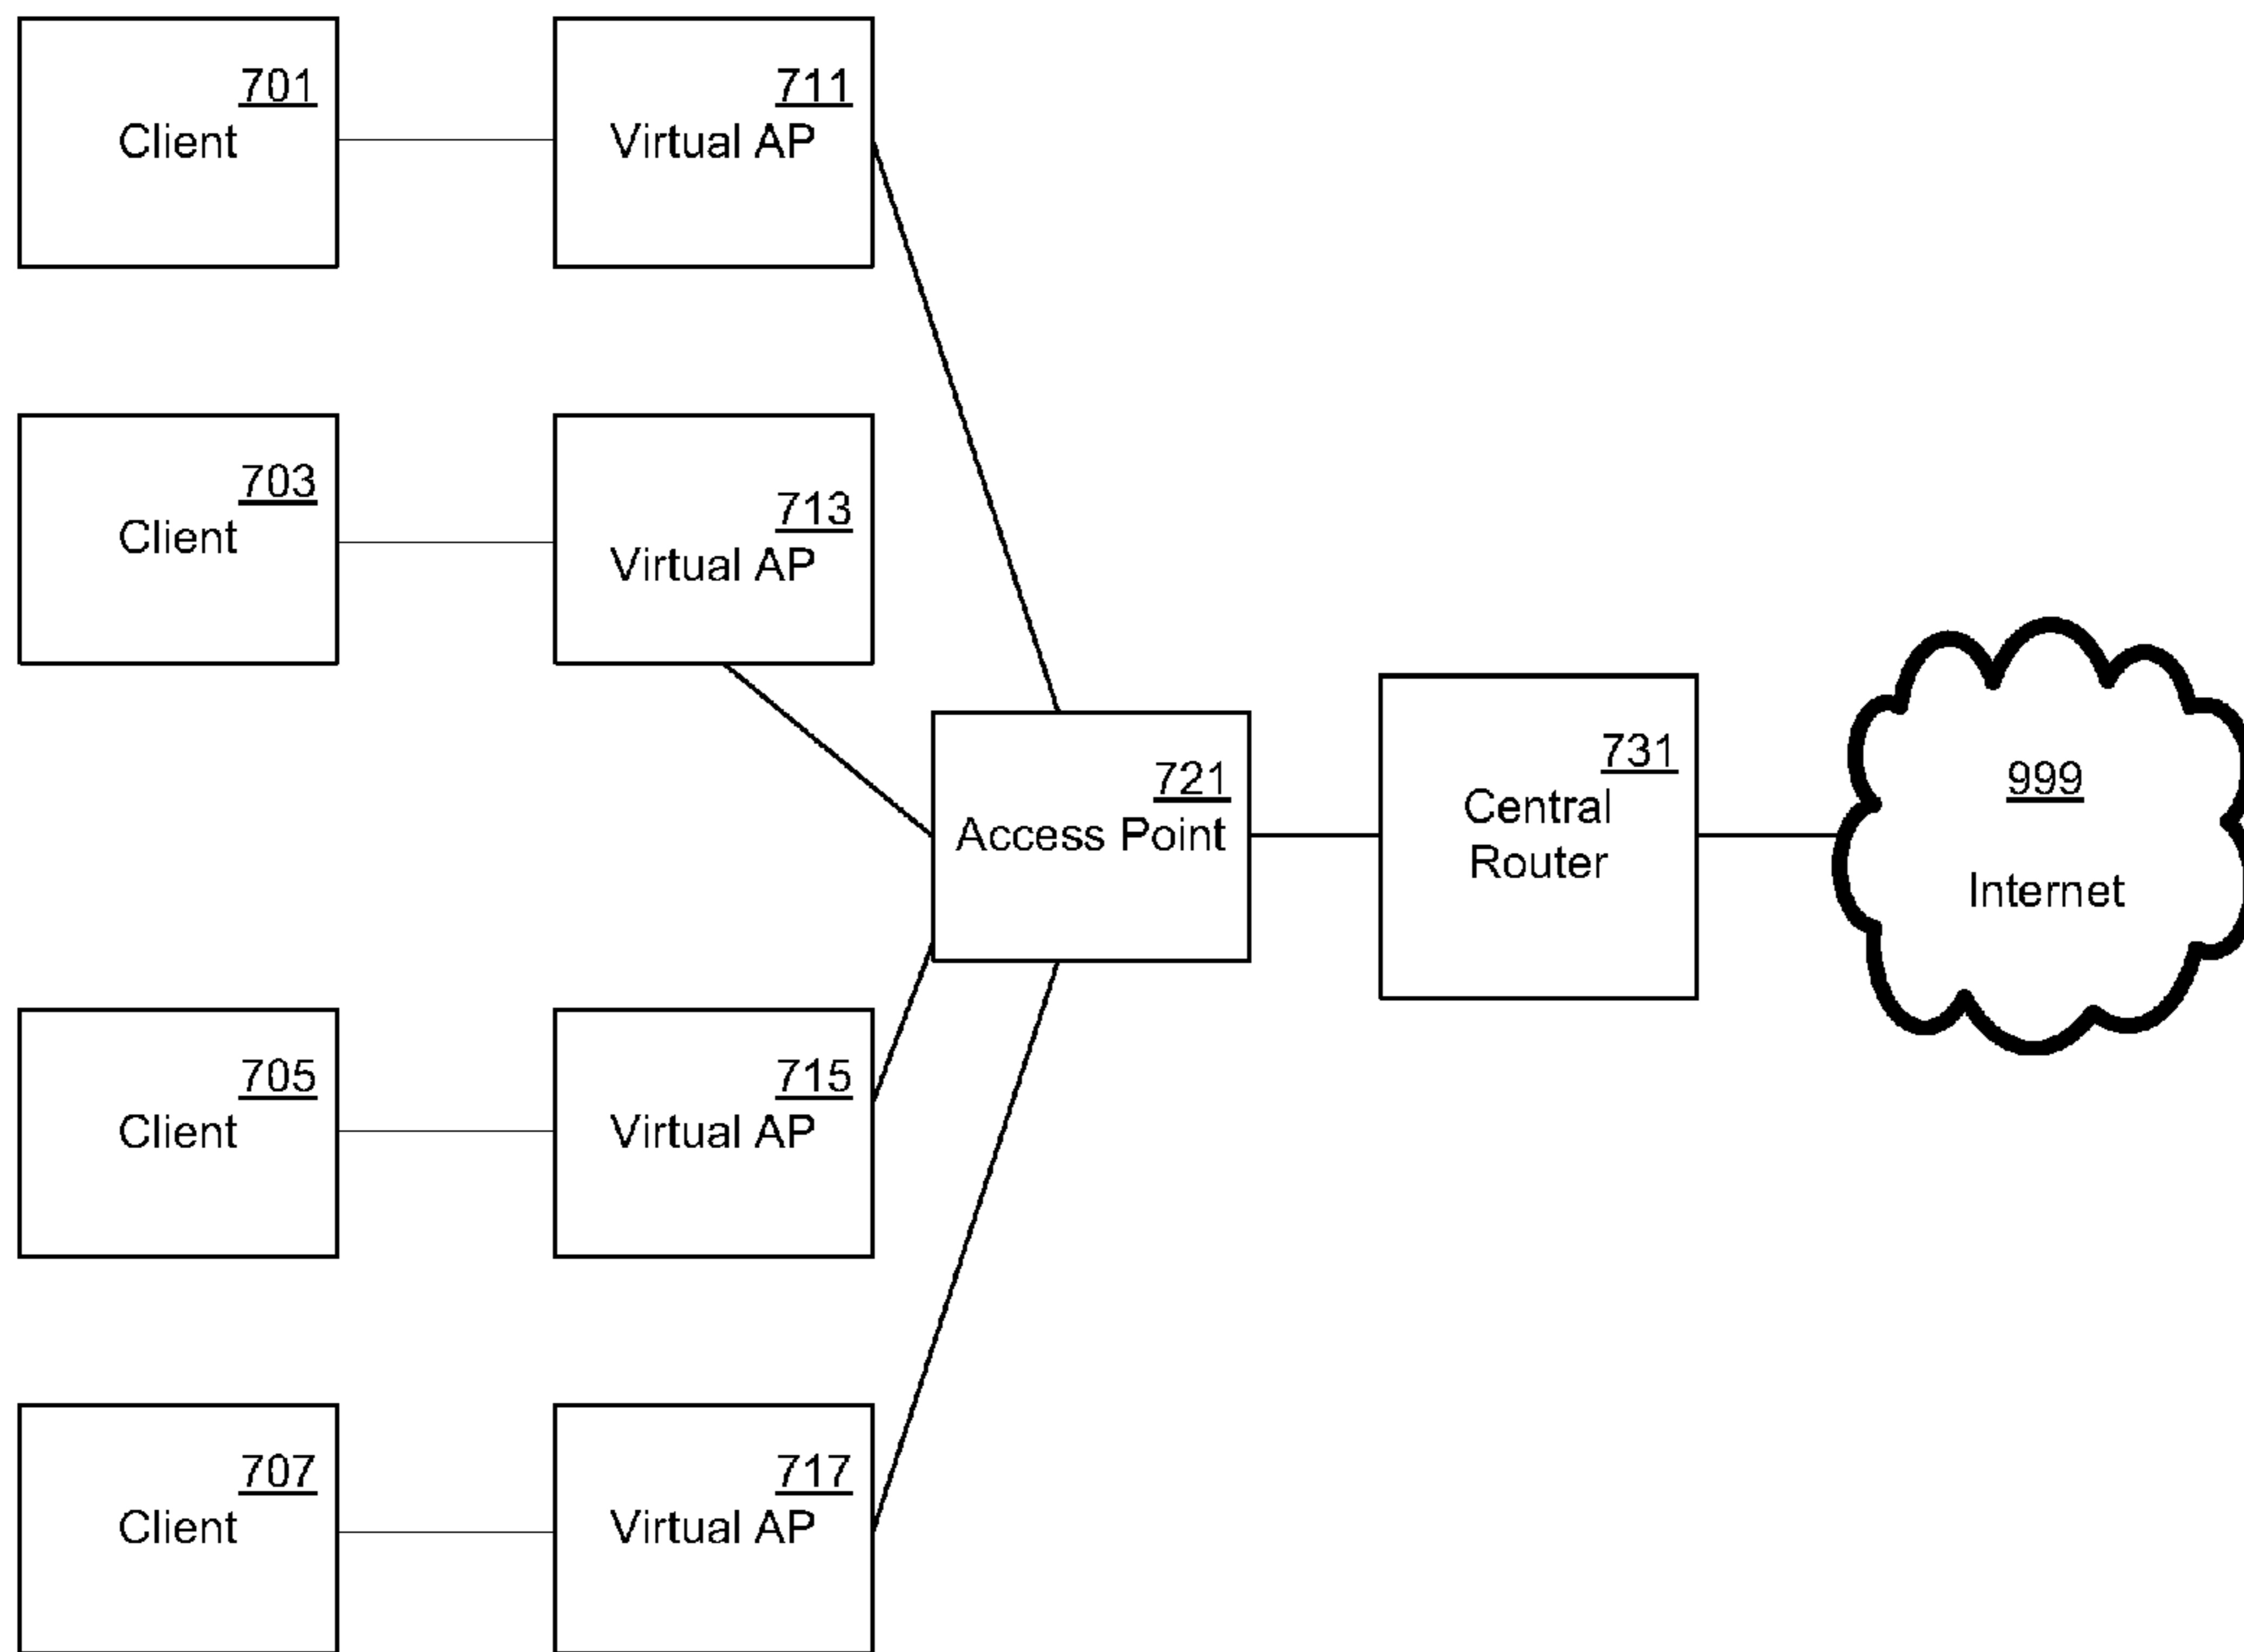 701
Client
711
Virtual AP
703
Client
713
Virtual AP
721
Access Point
731
Central
Router
999
Internet
705
Client
715
Virtual AP
707
Client
717
Virtual AP